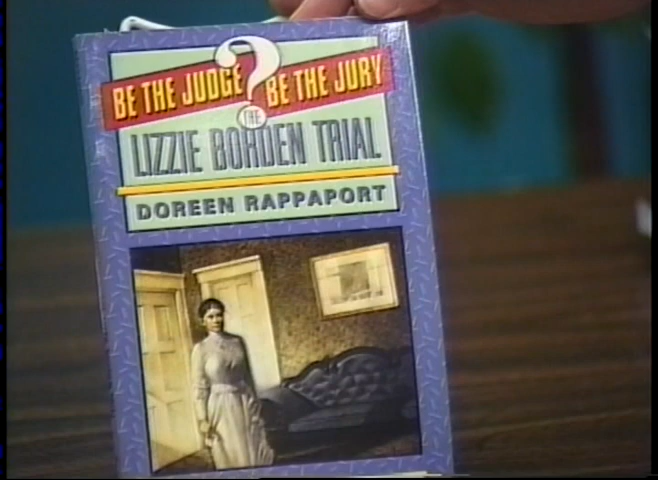 BE THE JUDGE ? BE THE JURY
THE
LIZZIE BORDEN TRIAL
DOREEN RAPPAPORT